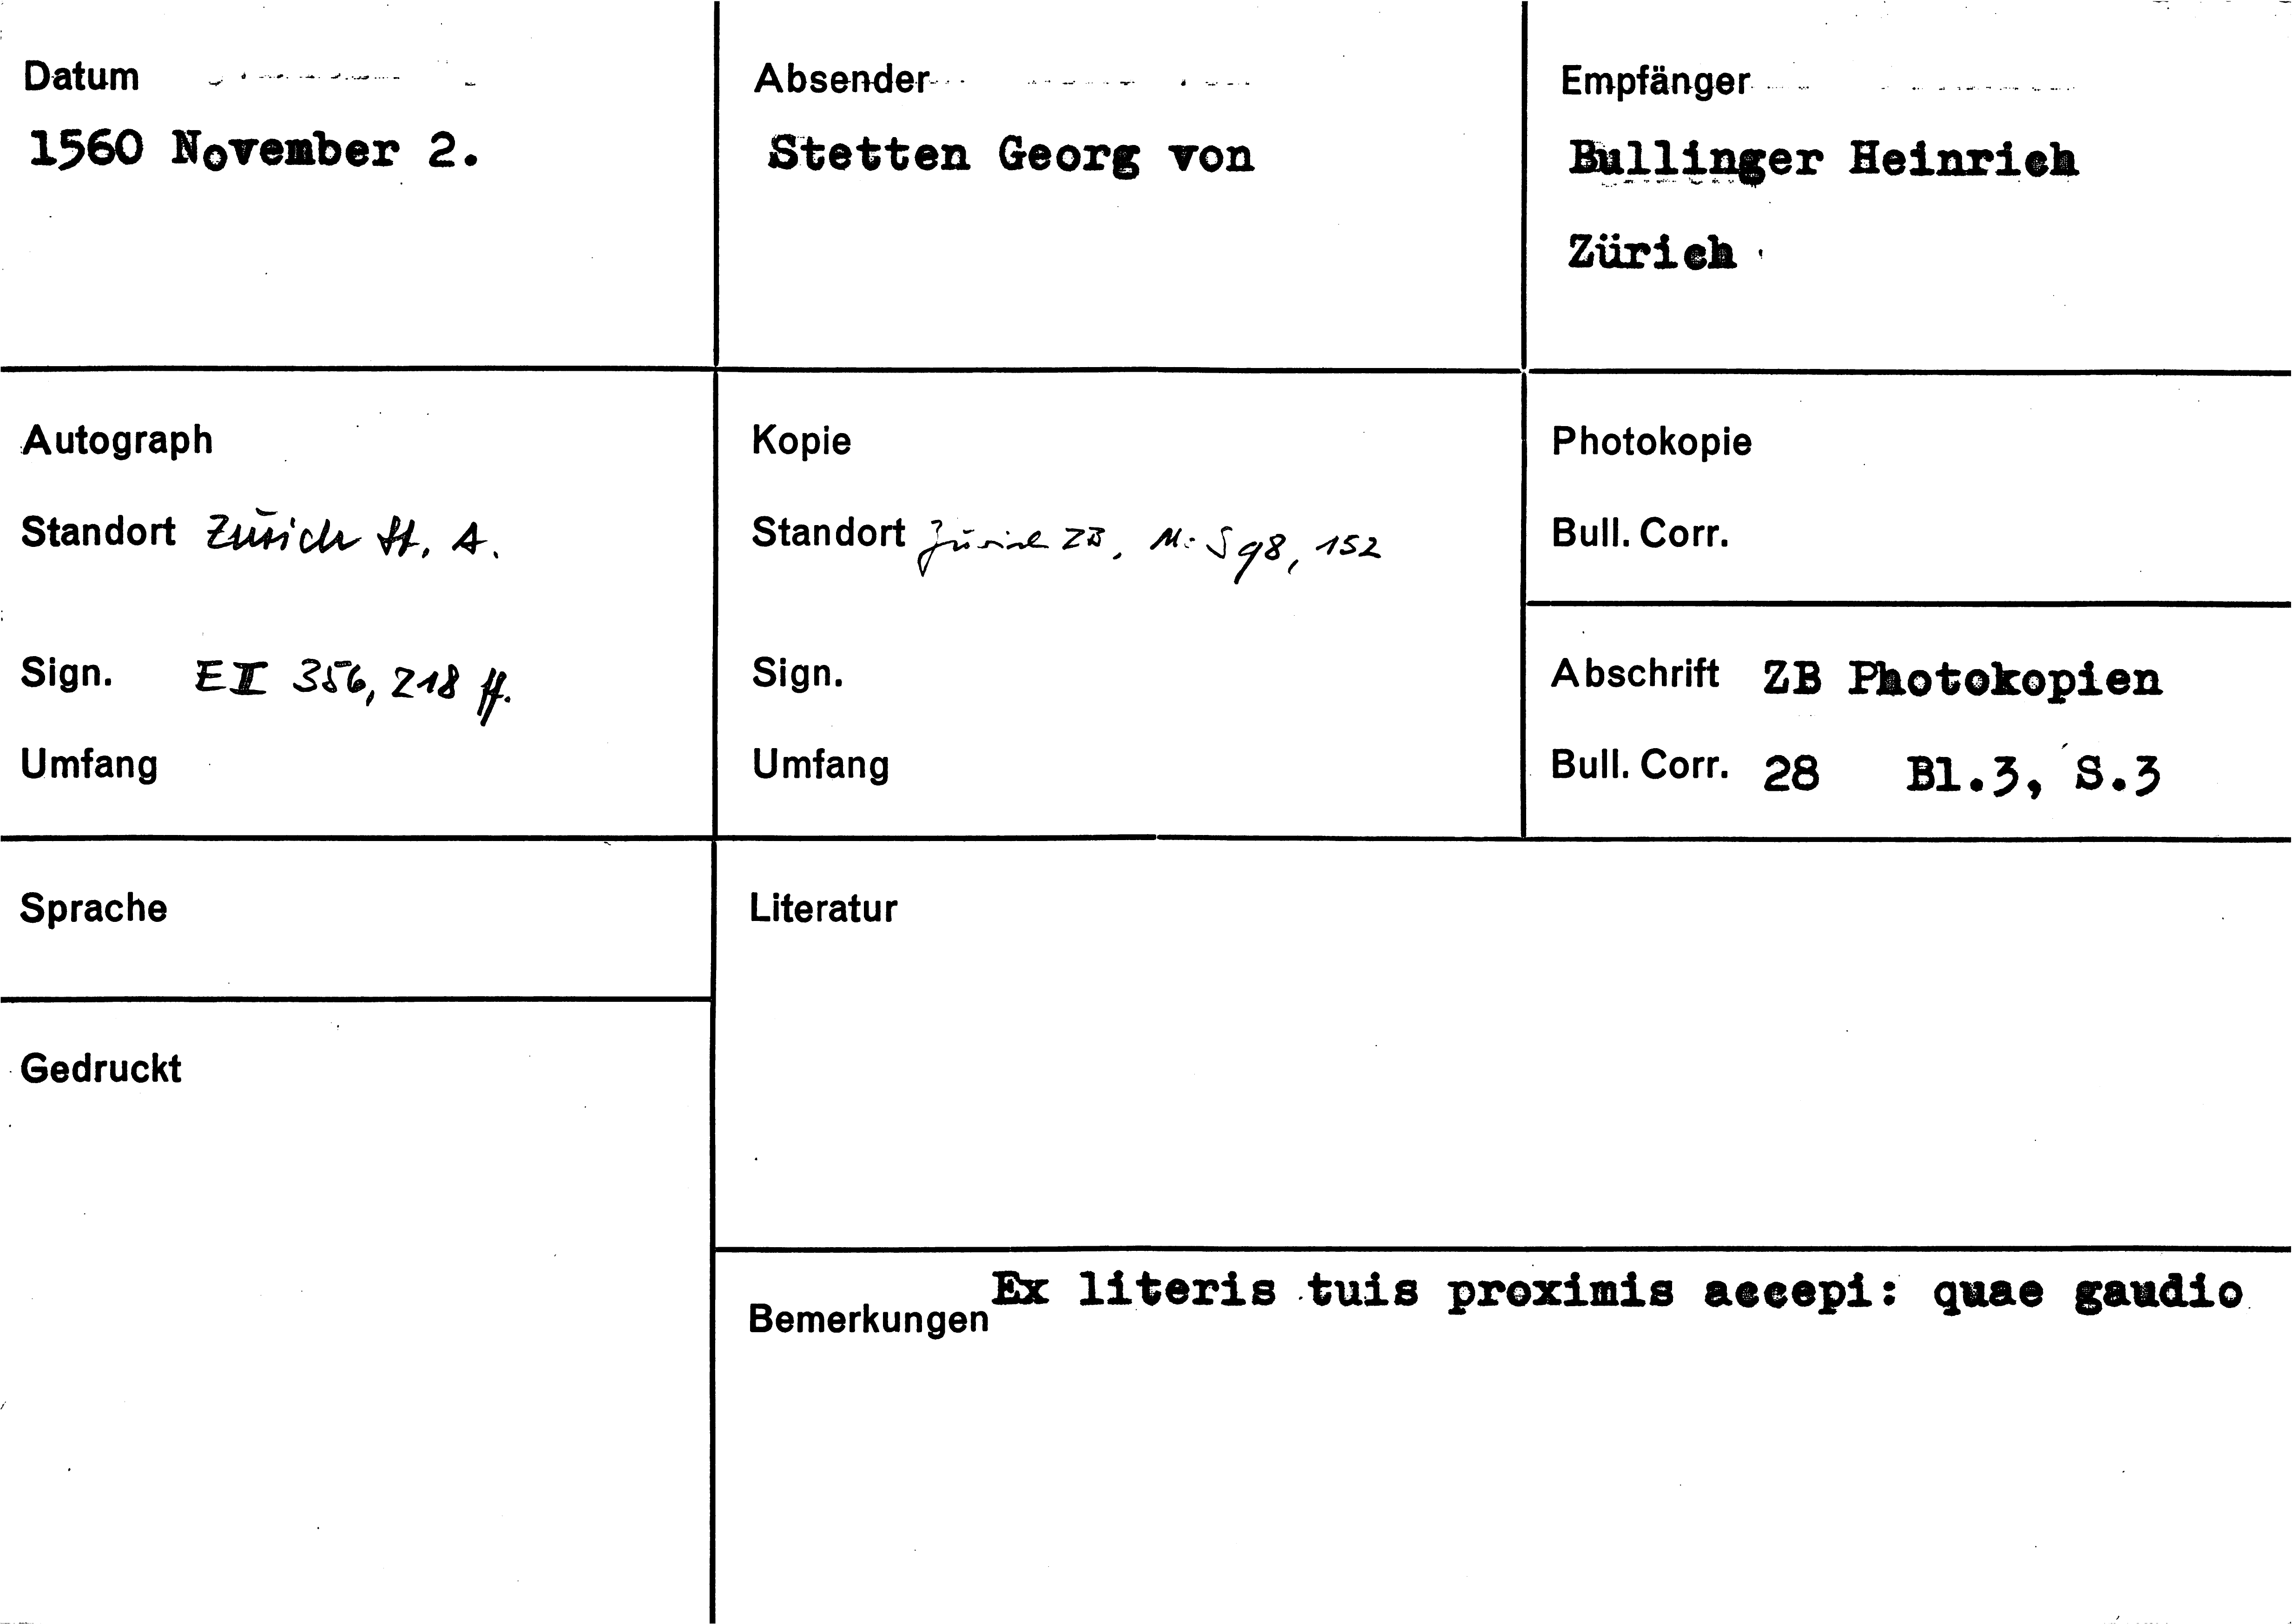 Datum
1560 November 2.
Absender
Stetten Georg von
Empfänger
Bullinger Heinrich
Zürich
Autograph
Standort Zürich St. A.
Sign. E II 356, 218 ff.
Umfang
Kopie
Standort Zürich ZB, Ms S 98, 152
Sign.
Umfang
Photokopie
Bull. Corr.
Abschrift ZB Photokopien
Bull. Corr. 28 Bl.3, S.3
Sprache
Gedruckt
Literatur
Bemerkungen Ex literis tuis proximis accepi: quae gaudio